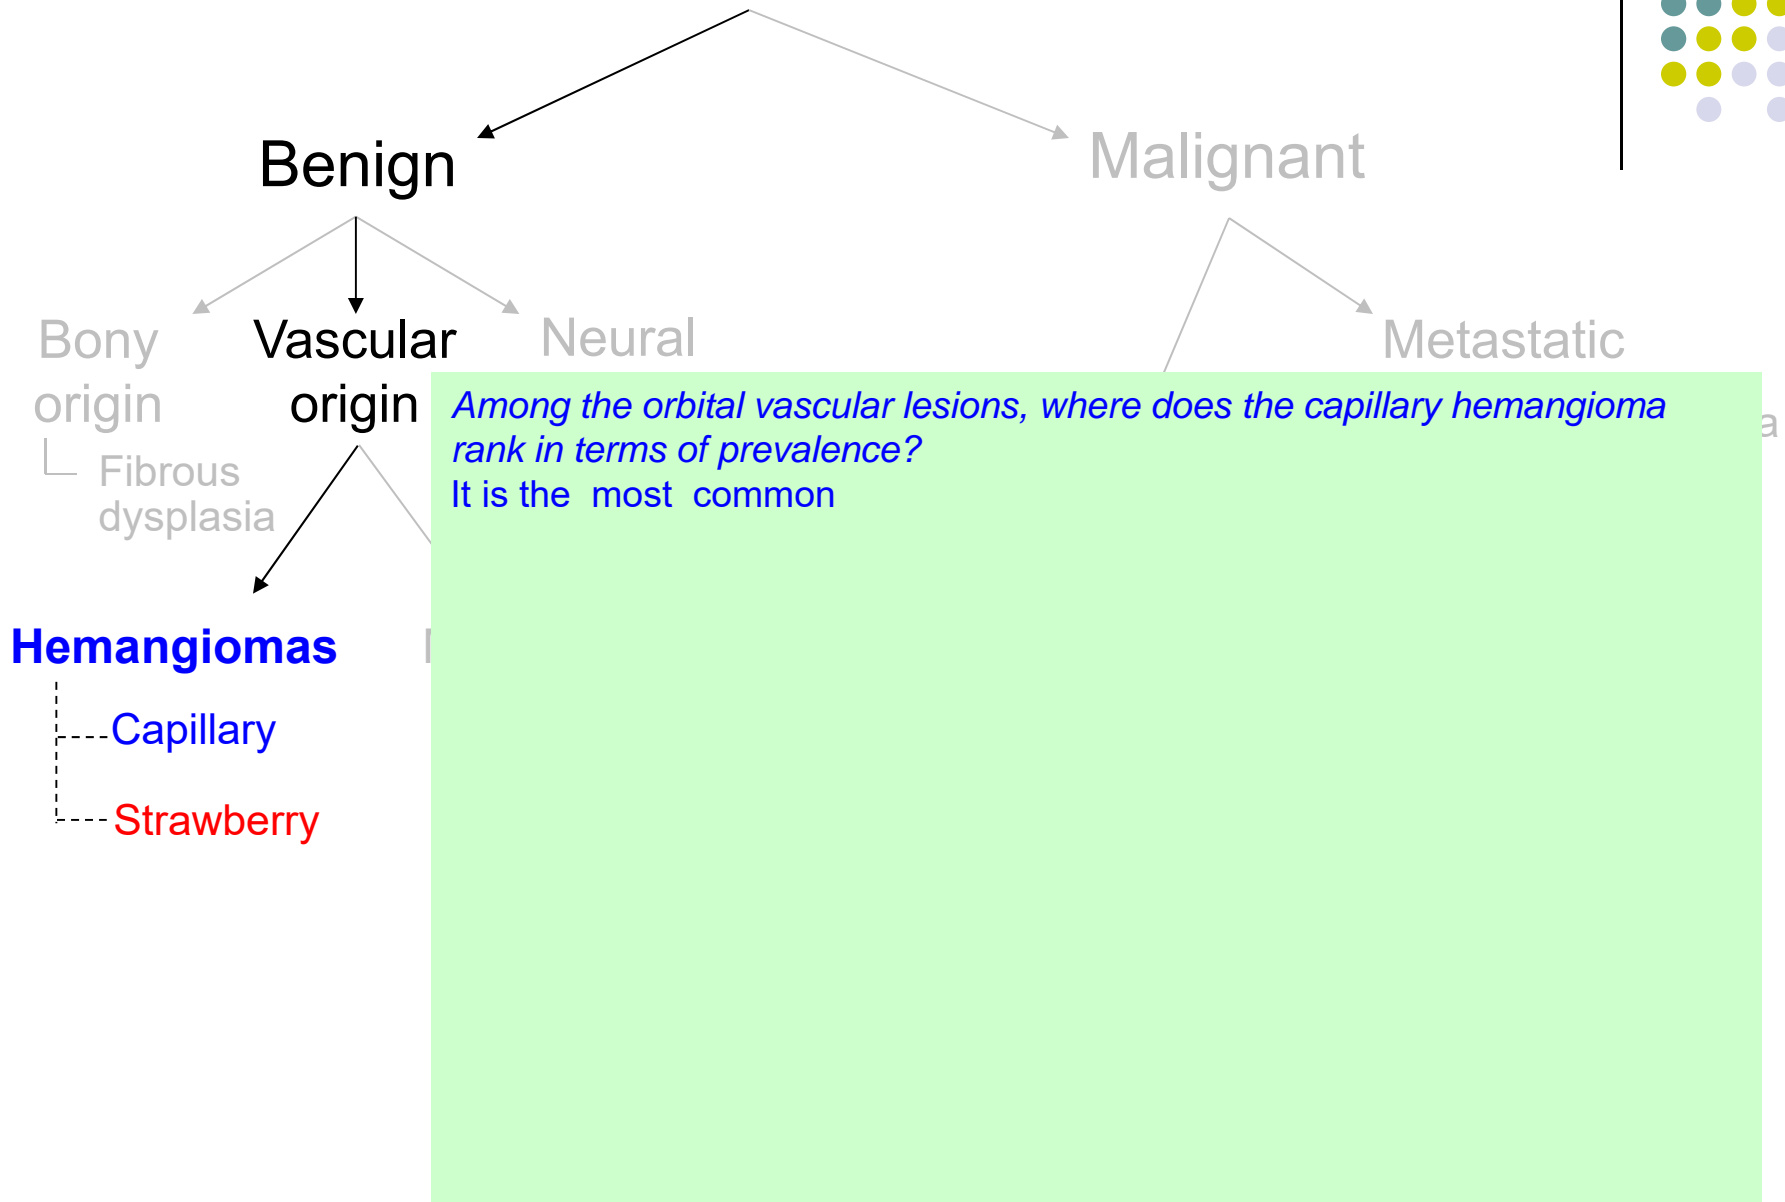 Benign
Malignant
Bony
origin
Vascular
origin
Neural
Metastatic
Fibrous
dysplasia
Among the orbital vascular lesions, where does the capillary hemangioma
rank in terms of prevalence?
It is the most common
a
Hemangiomas
Capillary
Strawberry